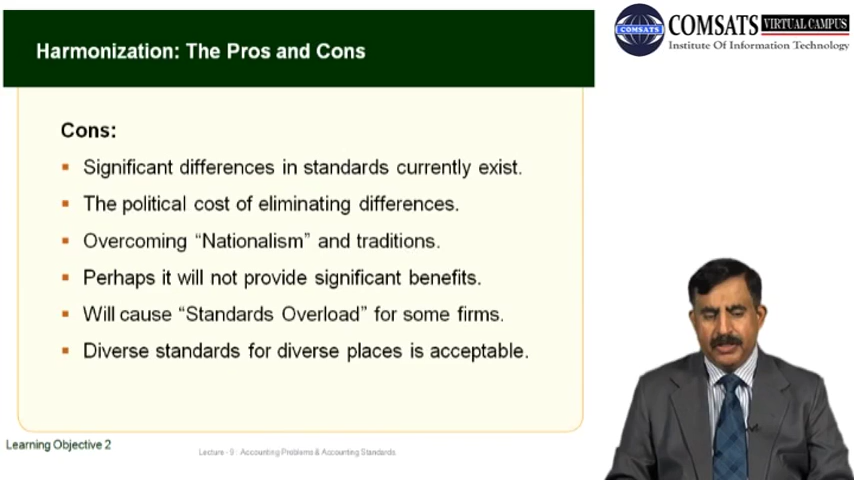 Harmonization: The Pros and Cons
COMSATS
COMSATS VIRTUAL CAMPUS
Institute Of Information Technology
Cons:
▪ Significant differences in standards currently exist.
▪ The political cost of eliminating differences.
▪ Overcoming “Nationalism” and traditions.
▪ Perhaps it will not provide significant benefits.
▪ Will cause “Standards Overload” for some firms.
▪ Diverse standards for diverse places is acceptable.
Learning Objective 2
Lecture - 9 : Accounting Problems & Accounting Standards